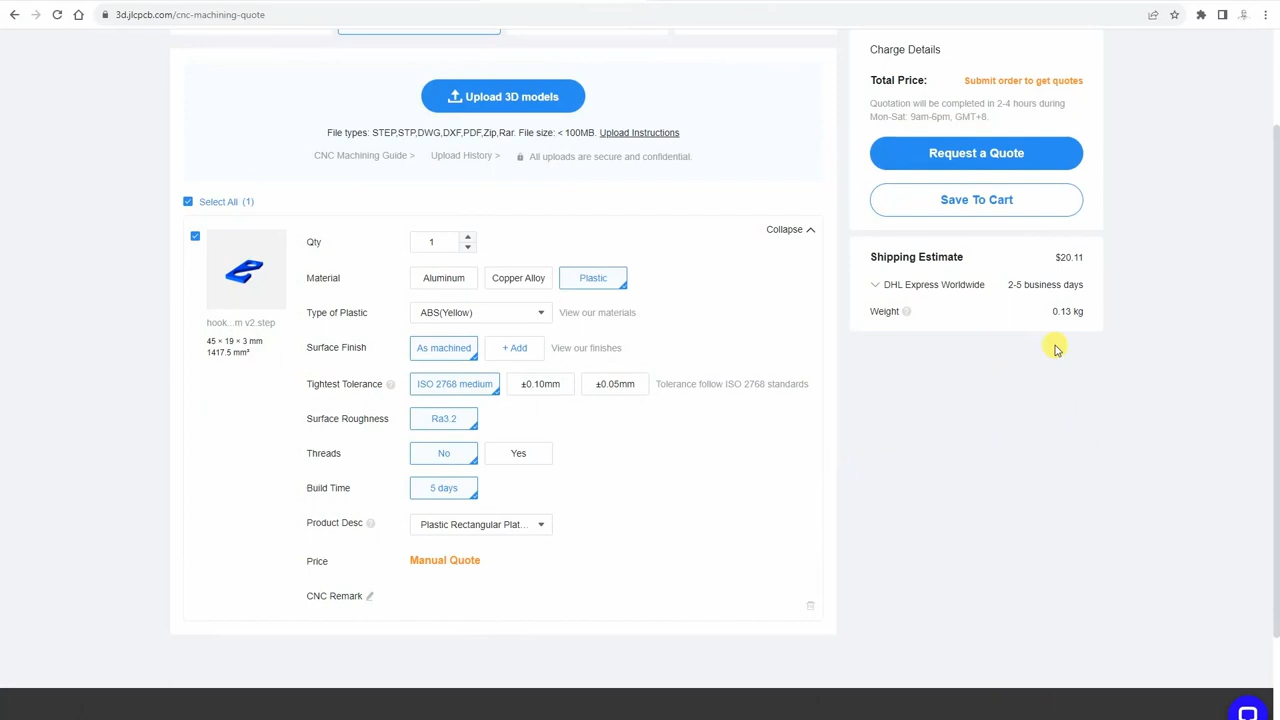 3d.jlcpcb.com/cnc-machining-quote
Upload 3D models
File types: STEP,STP,DWG,DXF,PDF,Zip,Rar. File size: < 100MB. Upload Instructions
CNC Machining Guide > Upload History > All uploads are secure and confidential.
Select All (1)
Collapse
hook...m v2.step
45 × 19 × 3 mm
1417.5 mm³
Qty 1
Material Aluminum Copper Alloy Plastic
Type of Plastic ABS(Yellow) View our materials
Surface Finish As machined + Add View our finishes
Tightest Tolerance ? ISO 2768 medium ±0.10mm ±0.05mm Tolerance follow ISO 2768 standards
Surface Roughness Ra3.2
Threads No Yes
Build Time 5 days
Product Desc ? Plastic Rectangular Plat...
Price Manual Quote
CNC Remark
Charge Details
Total Price: Submit order to get quotes
Quotation will be completed in 2-4 hours during
Mon-Sat: 9am-6pm, GMT+8.
Request a Quote
Save To Cart
Shipping Estimate $20.11
DHL Express Worldwide 2-5 business days
Weight ? 0.13 kg